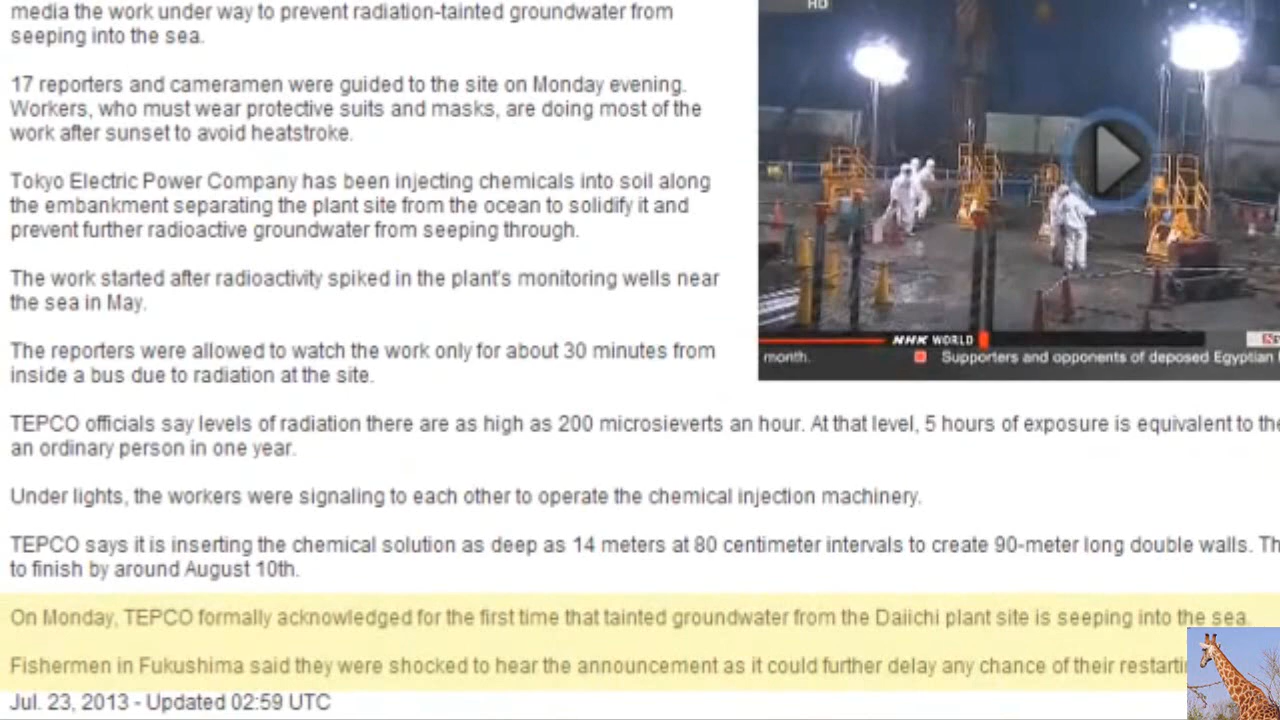 media the work under way to prevent radiation-tainted groundwater from
seeping into the sea.
17 reporters and cameramen were guided to the site on Monday evening.
Workers, who must wear protective suits and masks, are doing most of the
work after sunset to avoid heatstroke.
Tokyo Electric Power Company has been injecting chemicals into soil along
the embankment separating the plant site from the ocean to solidify it and
prevent further radioactive groundwater from seeping through.
The work started after radioactivity spiked in the plant's monitoring wells near
the sea in May.
The reporters were allowed to watch the work only for about 30 minutes from
inside a bus due to radiation at the site.
HD
NHK WORLD
month.
Supporters and opponents of deposed Egyptian
TEPCO officials say levels of radiation there are as high as 200 microsieverts an hour. At that level, 5 hours of exposure is equivalent to the
an ordinary person in one year.
Under lights, the workers were signaling to each other to operate the chemical injection machinery.
TEPCO says it is inserting the chemical solution as deep as 14 meters at 80 centimeter intervals to create 90-meter long double walls. Th
to finish by around August 10th.
On Monday, TEPCO formally acknowledged for the first time that tainted groundwater from the Daiichi plant site is seeping into the sea.
Fishermen in Fukushima said they were shocked to hear the announcement as it could further delay any chance of their restarti
Jul. 23, 2013 - Updated 02:59 UTC